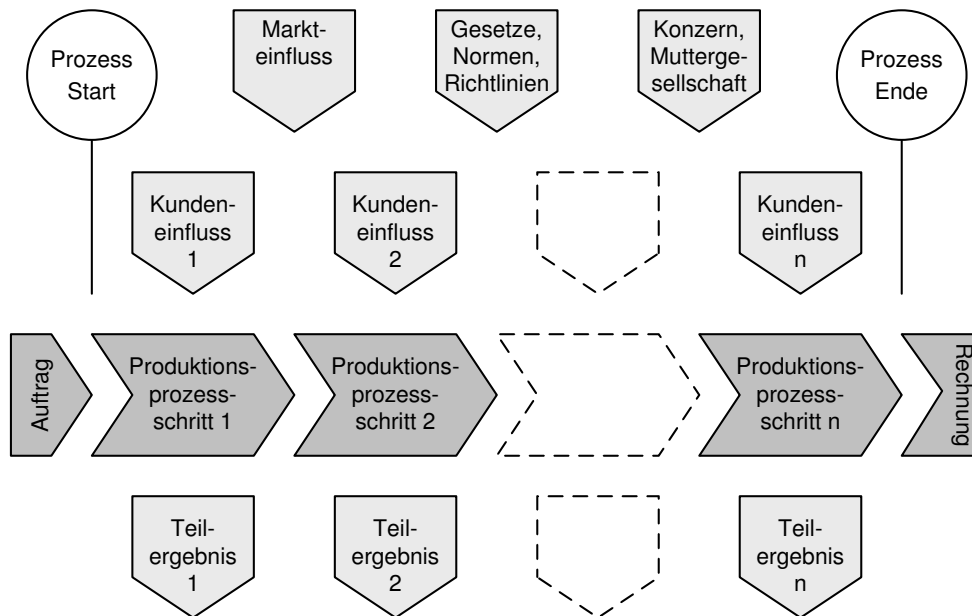 Prozess
Start
Markt-
einfluss
Gesetze,
Normen,
Richtlinien
Konzern,
Mutterge-
sellschaft
Prozess
Ende
Kunden-
einfluss
1
Kunden-
einfluss
2
Kunden-
einfluss
n
Auftrag
Produktions-
prozess-
schritt 1
Produktions-
prozess-
schritt 2
Produktions-
prozess-
schritt n
Rechnung
Teil-
ergebnis
1
Teil-
ergebnis
2
Teil-
ergebnis
n